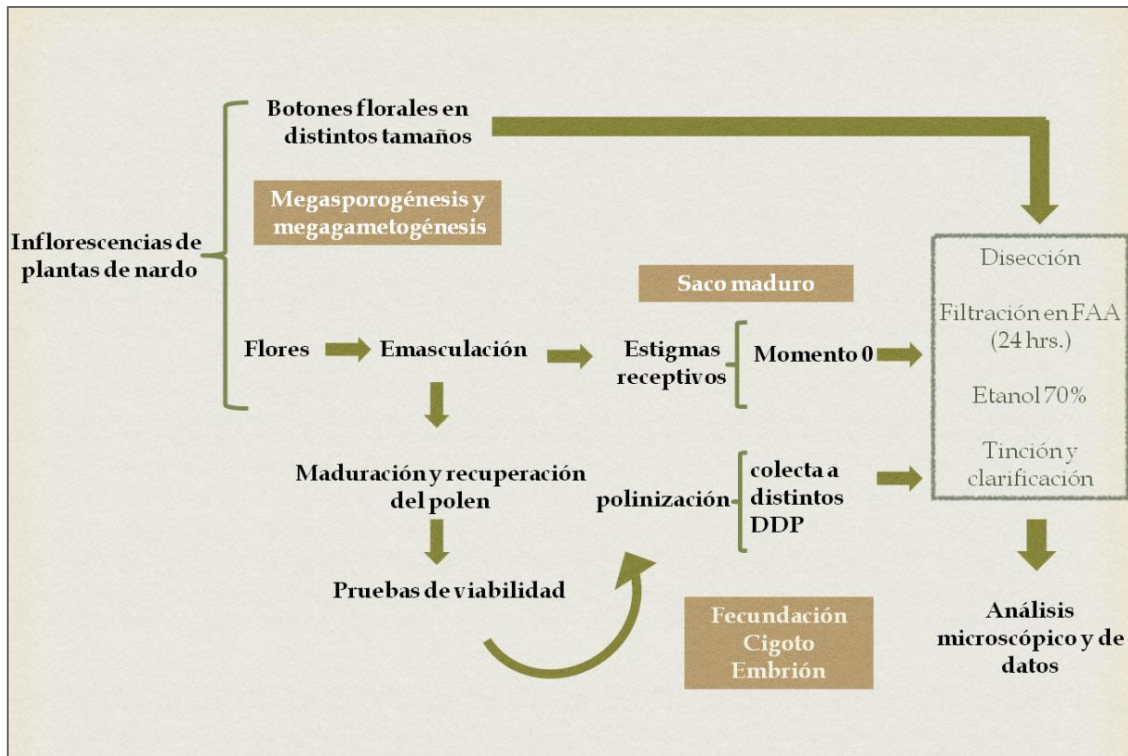 Botones florales en
distintos tamaños
Megasporogénesis y
megagametogénesis
Inflorescencias de
plantas de nardo
Flores
Emasculación
Saco maduro
Estigmas
receptivos
Momento 0
Maduración y recuperación
del polen
Pruebas de viabilidad
polinización
colecta a
distintos
DDP
Fecundación
Cigoto
Embrión
Disección
Filtración en FAA
(24 hrs.)
Etanol 70%
Tinción y
clarificación
Análisis
microscópico y de
datos